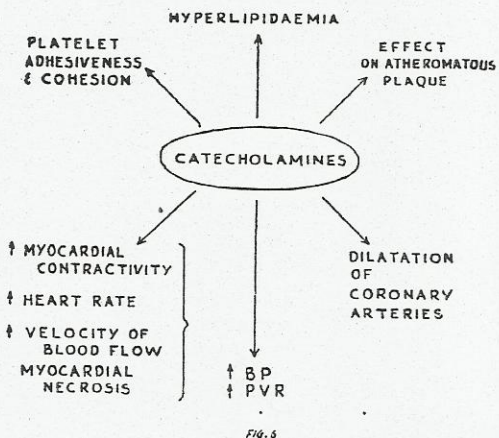 HYPERLIPIDAEMIA
PLATELET
ADHESIVENESS
& COHESION
EFFECT
ON ATHEROMATOUS
PLAQUE
CATECHOLAMINES
↑ MYOCARDIAL
CONTRACTIVITY
↑ HEART RATE
↑ VELOCITY OF
BLOOD FLOW
MYOCARDIAL
NECROSIS
↑ BP
↑ PVR
DILATATION
OF
CORONARY
ARTERIES
FIG. 5